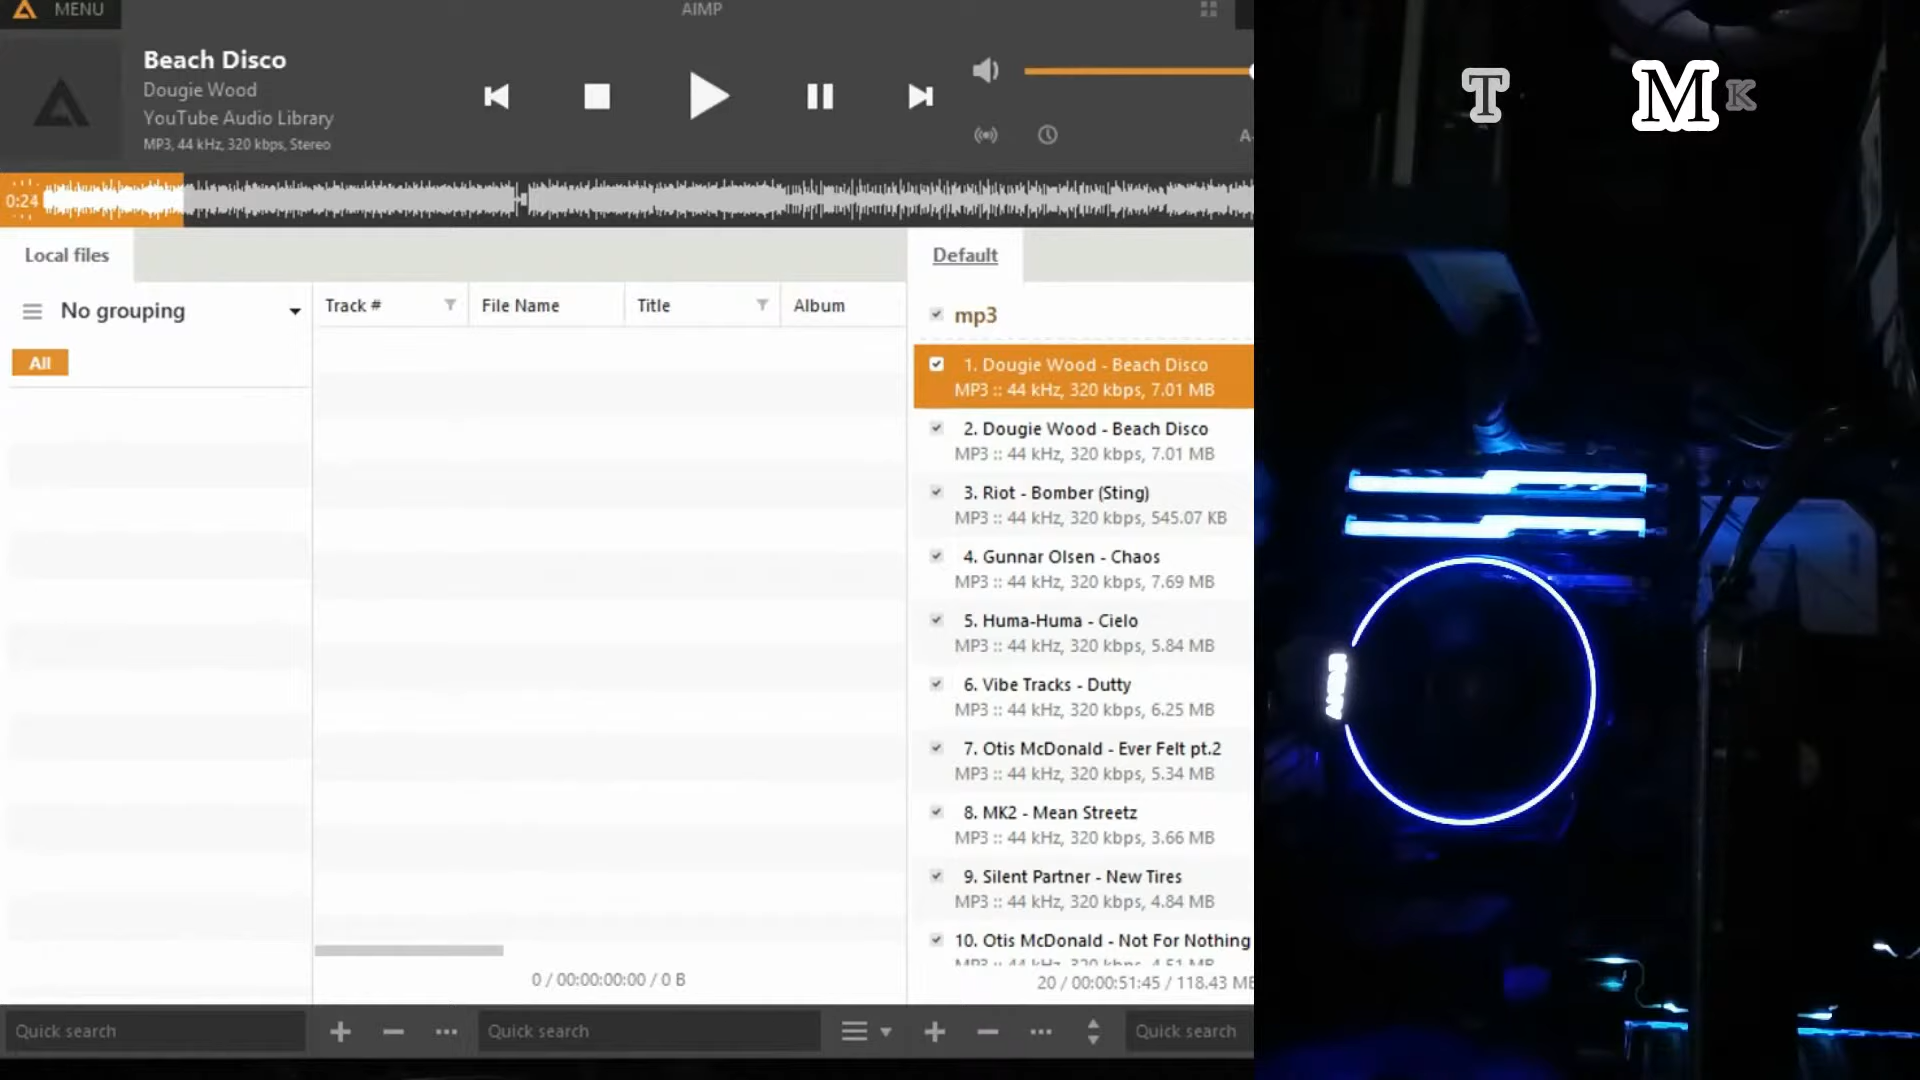 MENU
AIMP
Beach Disco
Dougie Wood
YouTube Audio Library
MP3, 44 kHz, 320 kbps, Stereo
A-
0:24
Local files
No grouping
All
Track #
File Name
Title
Album
0 / 00:00:00:00 / 0 B
Default
mp3
1. Dougie Wood - Beach Disco
MP3 :: 44 kHz, 320 kbps, 7.01 MB
2. Dougie Wood - Beach Disco
MP3 :: 44 kHz, 320 kbps, 7.01 MB
3. Riot - Bomber (Sting)
MP3 :: 44 kHz, 320 kbps, 545.07 KB
4. Gunnar Olsen - Chaos
MP3 :: 44 kHz, 320 kbps, 7.69 MB
5. Huma-Huma - Cielo
MP3 :: 44 kHz, 320 kbps, 5.84 MB
6. Vibe Tracks - Dutty
MP3 :: 44 kHz, 320 kbps, 6.25 MB
7. Otis McDonald - Ever Felt pt.2
MP3 :: 44 kHz, 320 kbps, 5.34 MB
8. MK2 - Mean Streetz
MP3 :: 44 kHz, 320 kbps, 3.66 MB
9. Silent Partner - New Tires
MP3 :: 44 kHz, 320 kbps, 4.84 MB
10. Otis McDonald - Not For Nothing
MP3 :: 44 kHz, 320 kbps, 4.51 MB
20 / 00:00:51:45 / 118.43 MB
Quick search
Quick search
Quick search
T M K